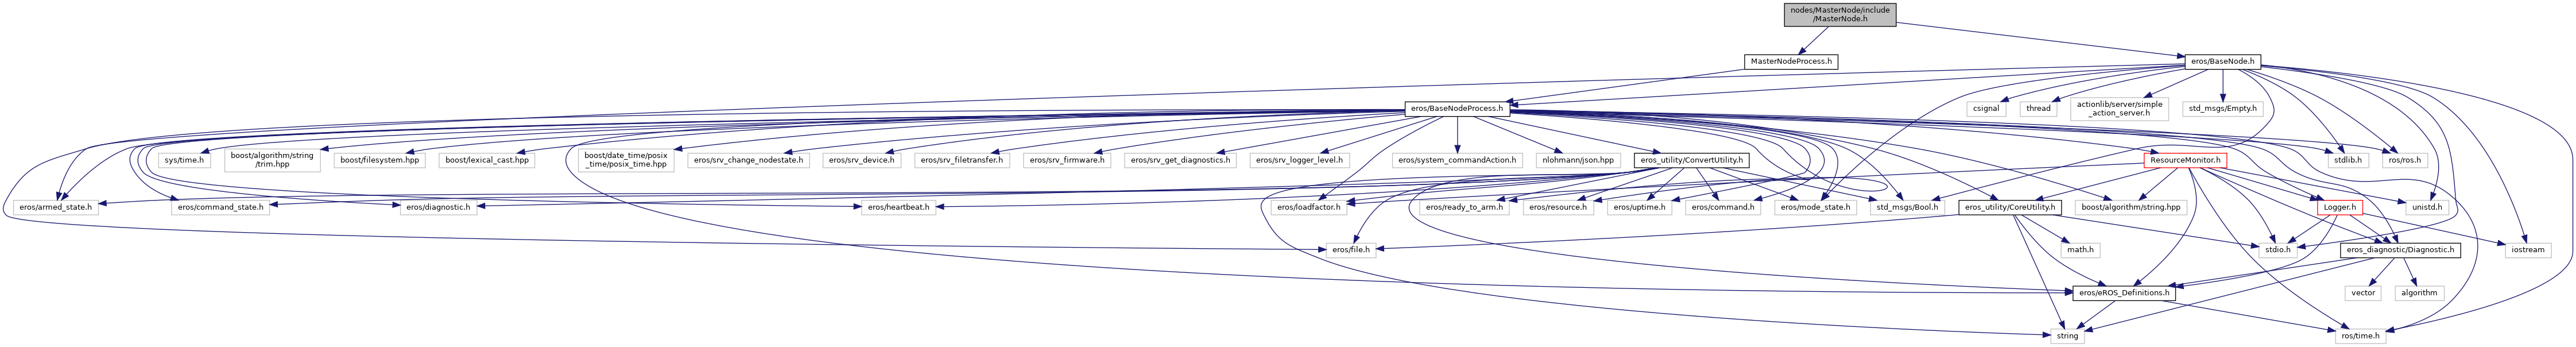 nodes/MasterNode/include
/MasterNode.h
MasterNodeProcess.h
eros/BaseNode.h
eros/BaseNodeProcess.h
csignal
thread
actionlib/server/simple
_action_server.h
std_msgs/Empty.h
sys/time.h
boost/algorithm/string
/trim.hpp
boost/filesystem.hpp
boost/lexical_cast.hpp
boost/date_time/posix
_time/posix_time.hpp
eros/srv_change_nodestate.h
eros/srv_device.h
eros/srv_filetransfer.h
eros/srv_firmware.h
eros/srv_get_diagnostics.h
eros/srv_logger_level.h
eros/system_commandAction.h
nlohmann/json.hpp
eros_utility/ConvertUtility.h
ResourceMonitor.h
stdlib.h
ros/ros.h
eros/armed_state.h
eros/command_state.h
eros/diagnostic.h
eros/heartbeat.h
eros/loadfactor.h
eros/ready_to_arm.h
eros/resource.h
eros/uptime.h
eros/command.h
eros/mode_state.h
std_msgs/Bool.h
eros_utility/CoreUtility.h
boost/algorithm/string.hpp
Logger.h
unistd.h
eros/file.h
math.h
stdio.h
eros_diagnostic/Diagnostic.h
iostream
eros/eROS_Definitions.h
vector
algorithm
string
ros/time.h